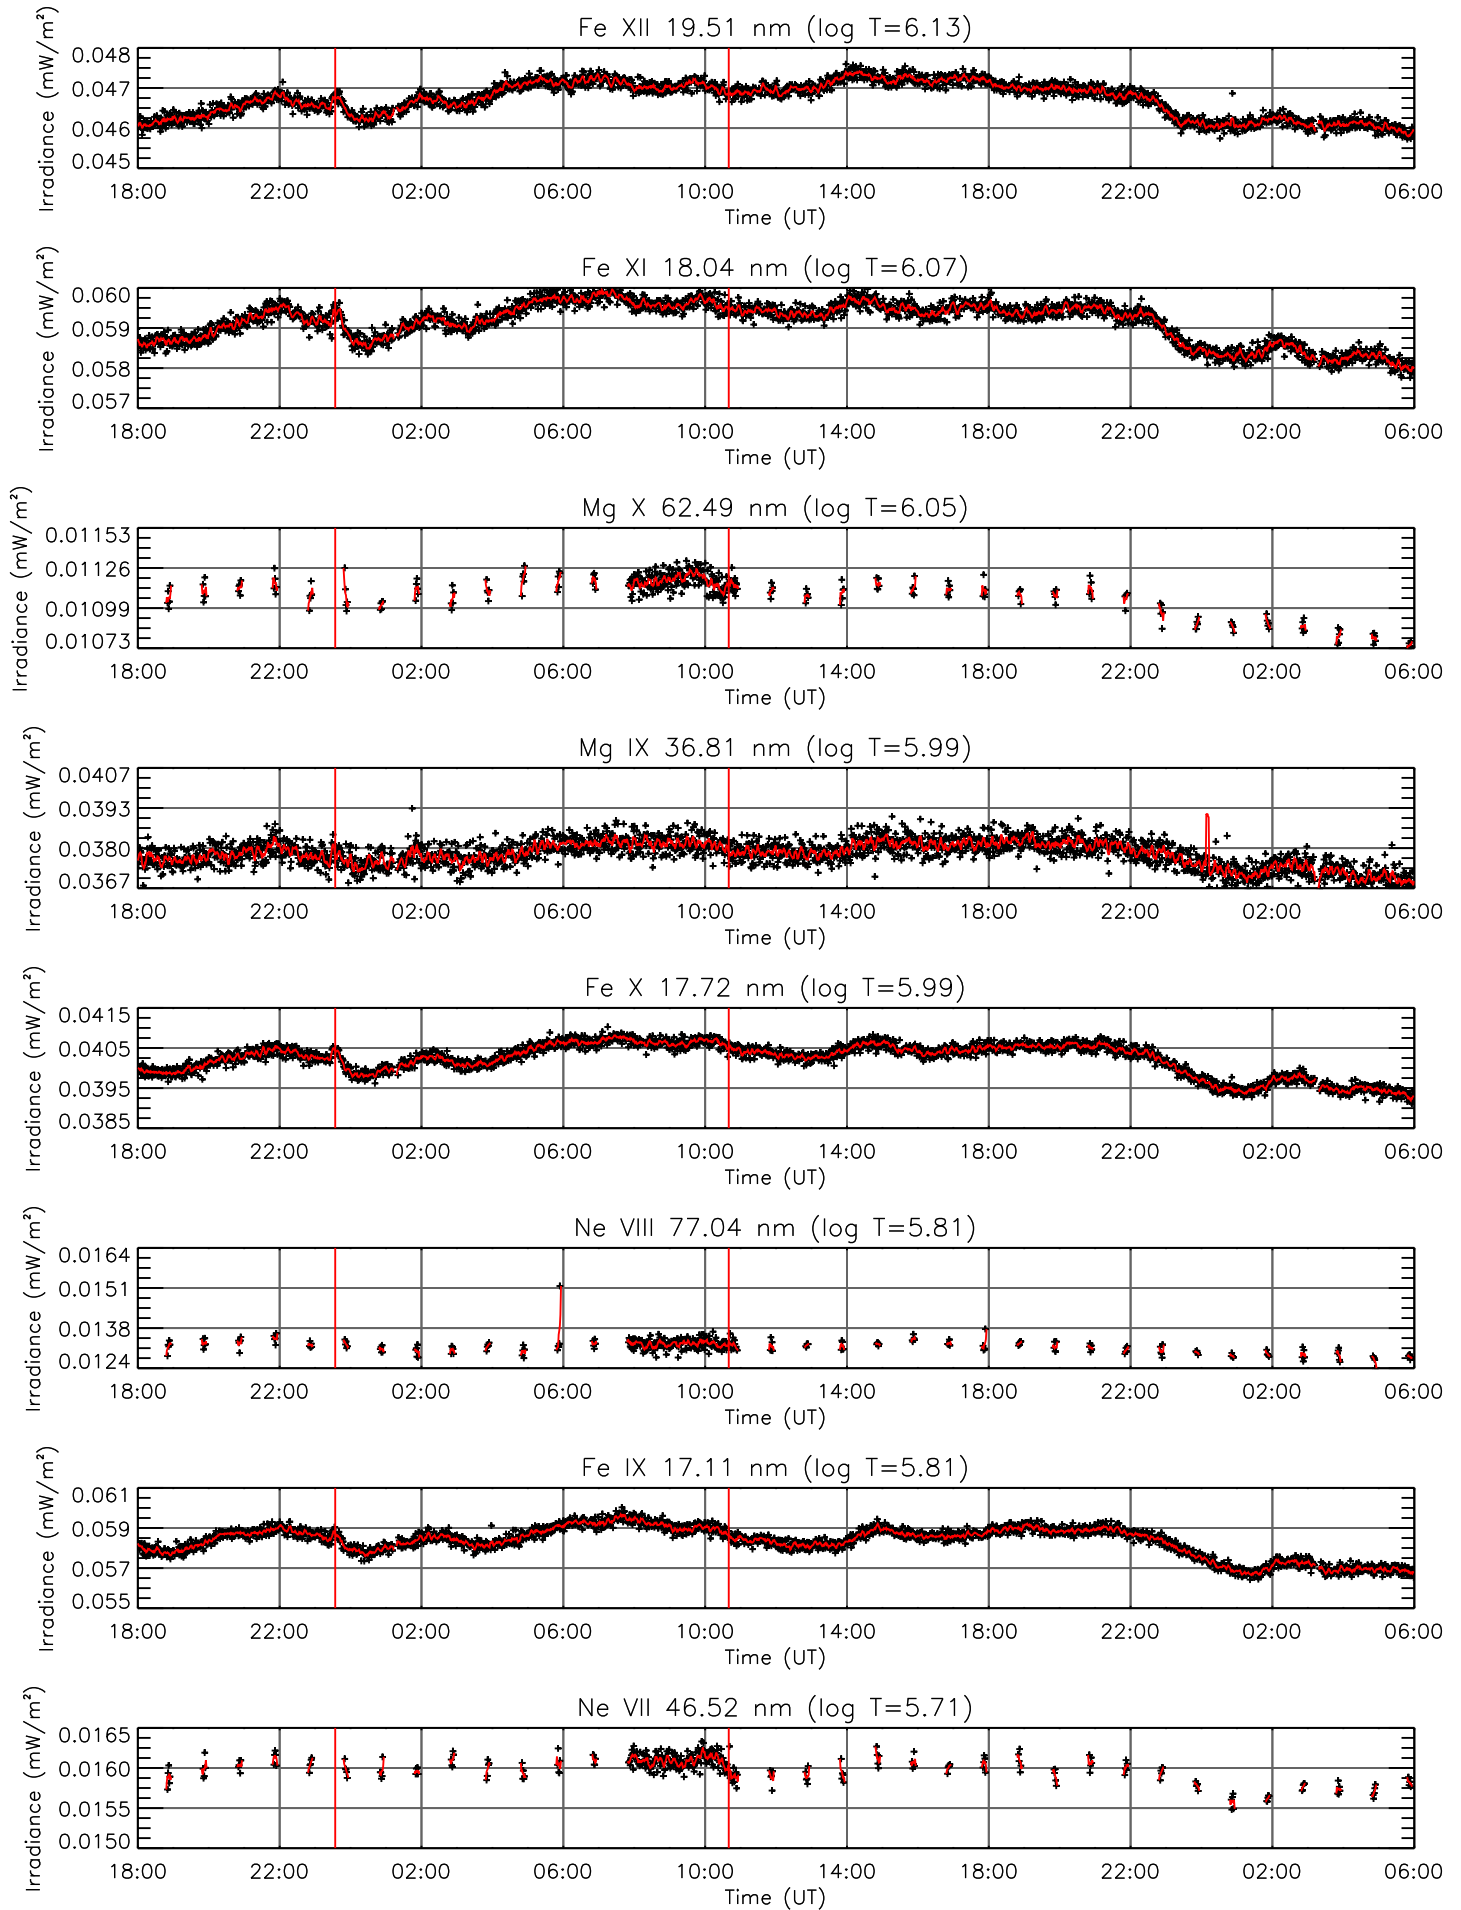 Fe XII 19.51 nm (log T=6.13)
Irradiance (mW/m²)
0.048
0.047
0.046
0.045
18:00 22:00 02:00 06:00 10:00 14:00 18:00 22:00 02:00 06:00
Time (UT)
Fe XI 18.04 nm (log T=6.07)
Irradiance (mW/m²)
0.060
0.059
0.058
0.057
18:00 22:00 02:00 06:00 10:00 14:00 18:00 22:00 02:00 06:00
Time (UT)
Mg X 62.49 nm (log T=6.05)
Irradiance (mW/m²)
0.01153
0.01126
0.01099
0.01073
18:00 22:00 02:00 06:00 10:00 14:00 18:00 22:00 02:00 06:00
Time (UT)
Mg IX 36.81 nm (log T=5.99)
Irradiance (mW/m²)
0.0407
0.0393
0.0380
0.0367
18:00 22:00 02:00 06:00 10:00 14:00 18:00 22:00 02:00 06:00
Time (UT)
Fe X 17.72 nm (log T=5.99)
Irradiance (mW/m²)
0.0415
0.0405
0.0395
0.0385
18:00 22:00 02:00 06:00 10:00 14:00 18:00 22:00 02:00 06:00
Time (UT)
Ne VIII 77.04 nm (log T=5.81)
Irradiance (mW/m²)
0.0164
0.0151
0.0138
0.0124
18:00 22:00 02:00 06:00 10:00 14:00 18:00 22:00 02:00 06:00
Time (UT)
Fe IX 17.11 nm (log T=5.81)
Irradiance (mW/m²)
0.061
0.059
0.057
0.055
18:00 22:00 02:00 06:00 10:00 14:00 18:00 22:00 02:00 06:00
Time (UT)
Ne VII 46.52 nm (log T=5.71)
Irradiance (mW/m²)
0.0165
0.0160
0.0155
0.0150
18:00 22:00 02:00 06:00 10:00 14:00 18:00 22:00 02:00 06:00
Time (UT)